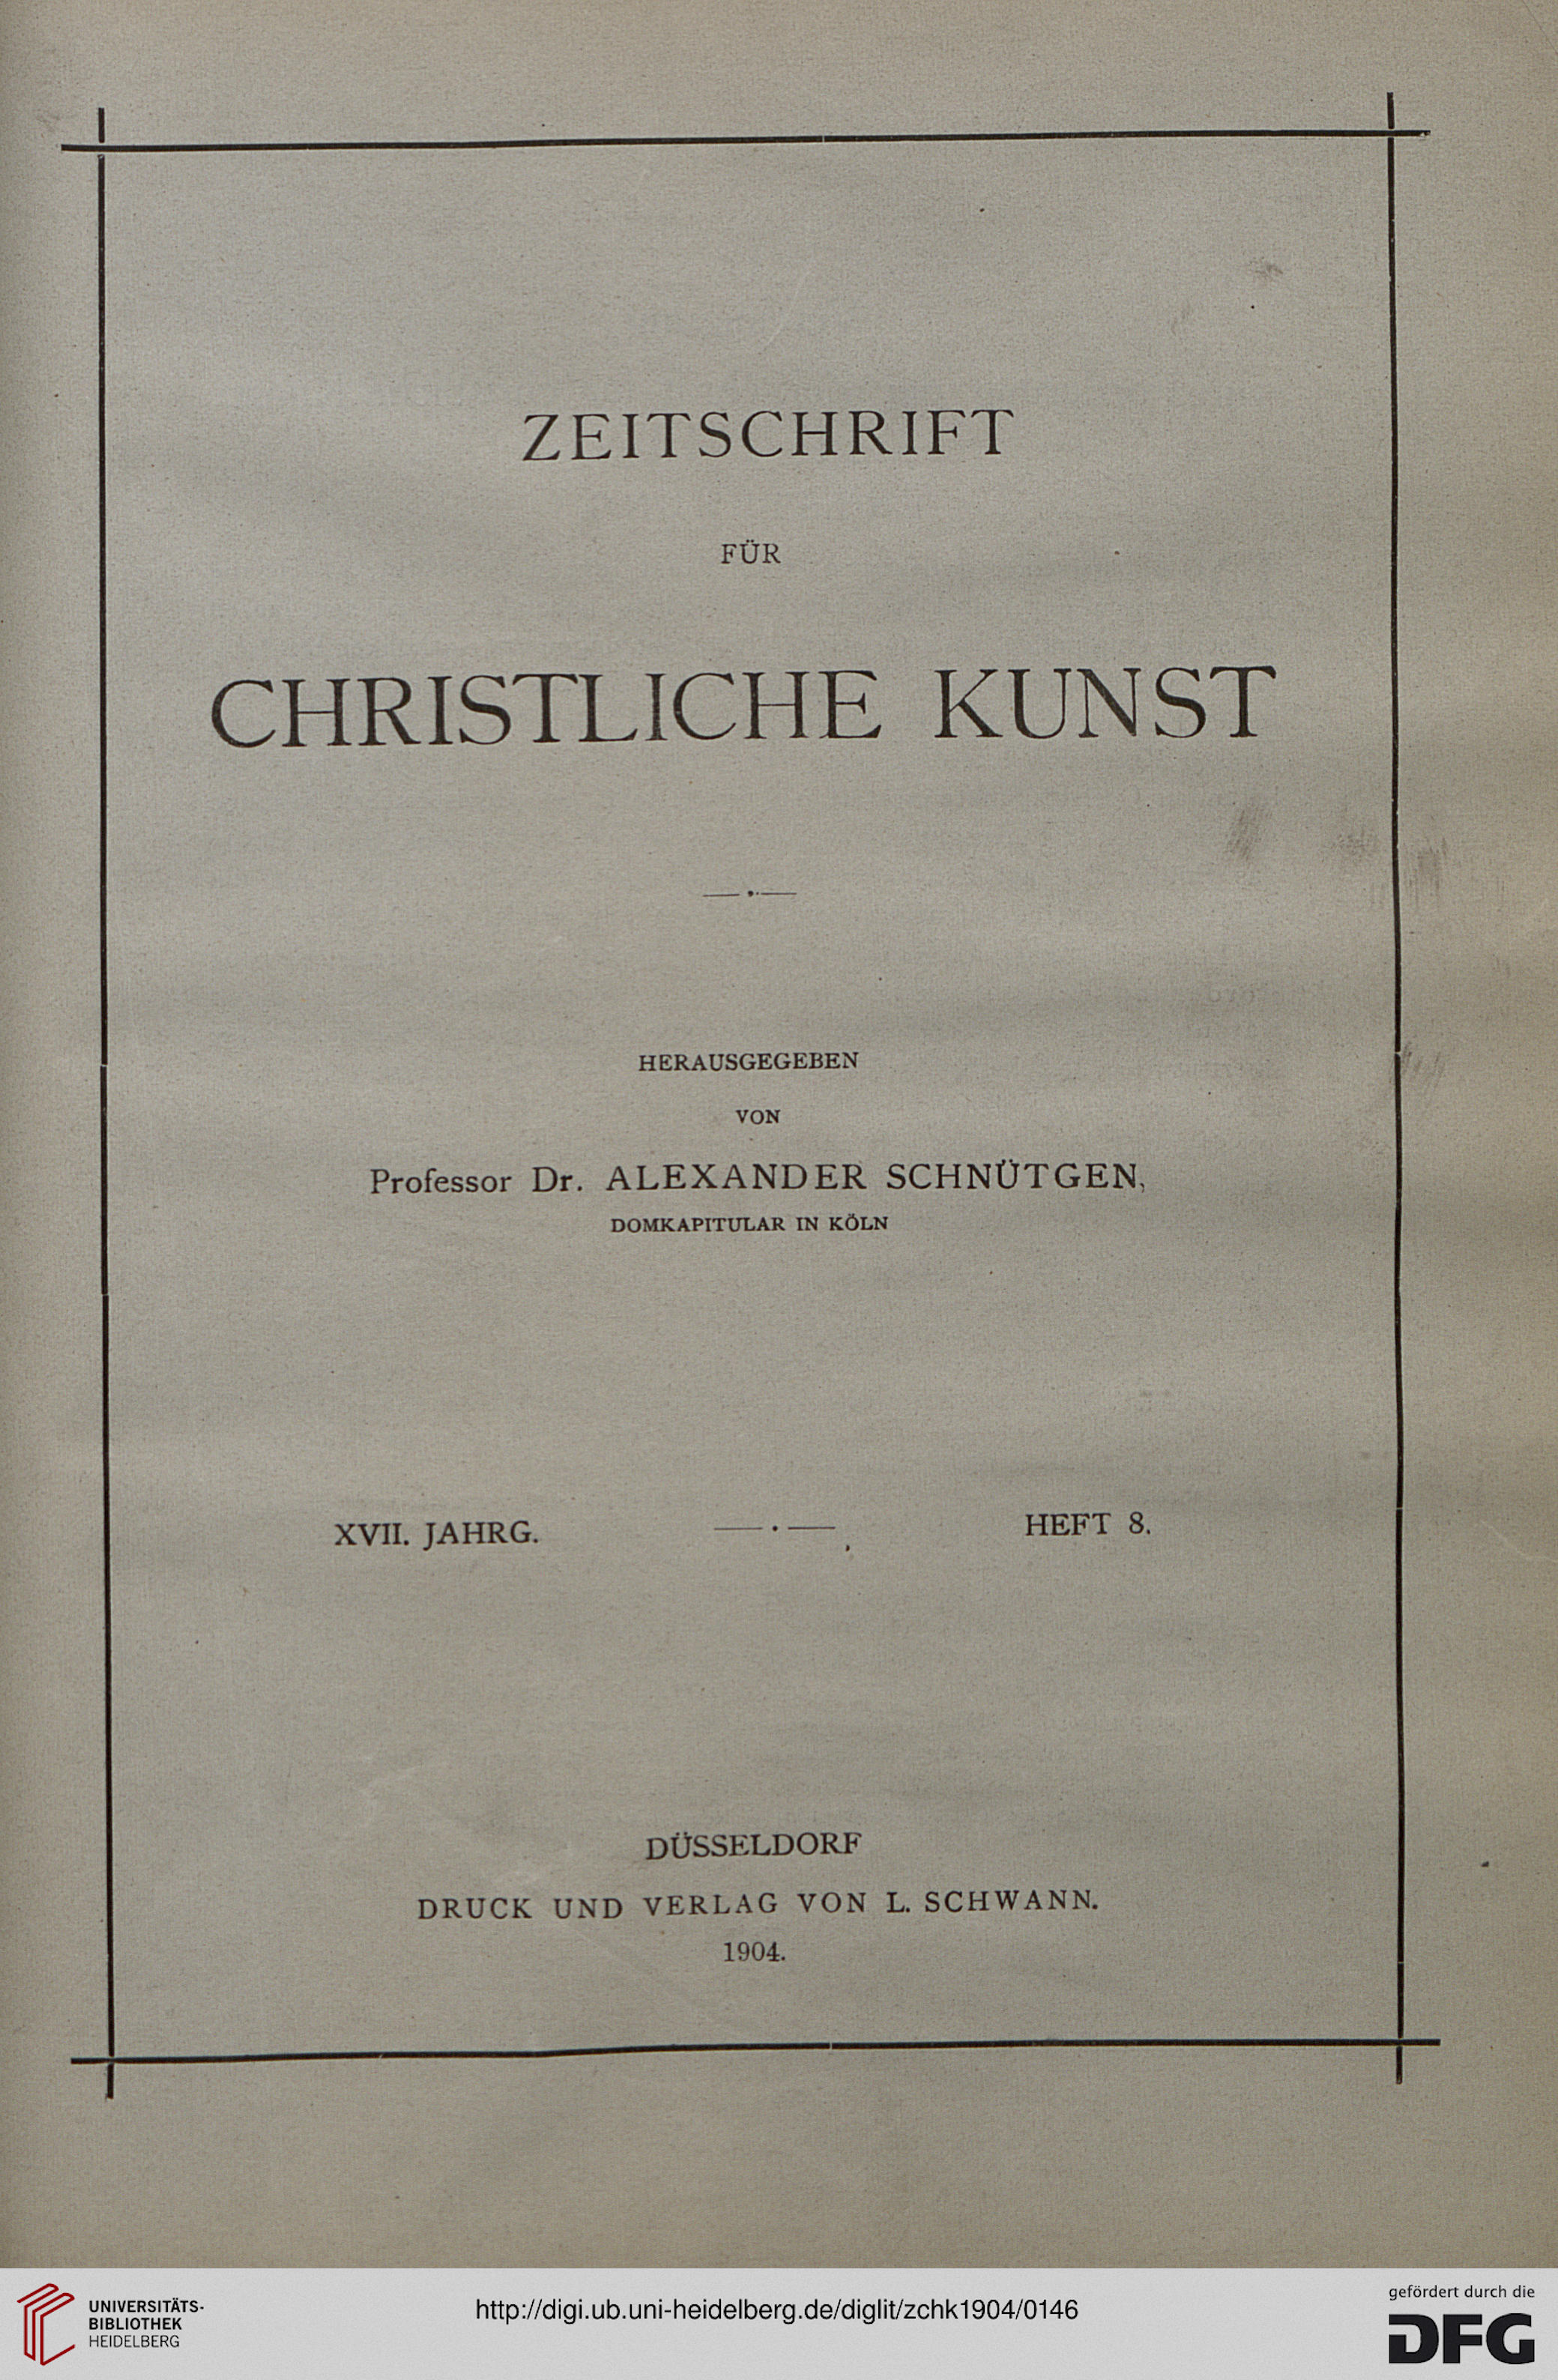 ZEITSCHRIFT
FÜR
CHRISTLICHE KUNST
HERAUSGEGEBEN
VON
Professor Dr. ALEXANDER SCHNÜTGEN,
DOMKAPITULAR IN KÖLN
XVII. JAHRG. HEFT 8.
DÜSSELDORF
DRUCK UND VERLAG VON L. SCHWANN.
1904.
UNIVERSITÄTS-
BIBLIOTHEK
HEIDELBERG
http://digi.ub.uni-heidelberg.de/diglit/zchk1904/0146
gefördert durch die
DFG